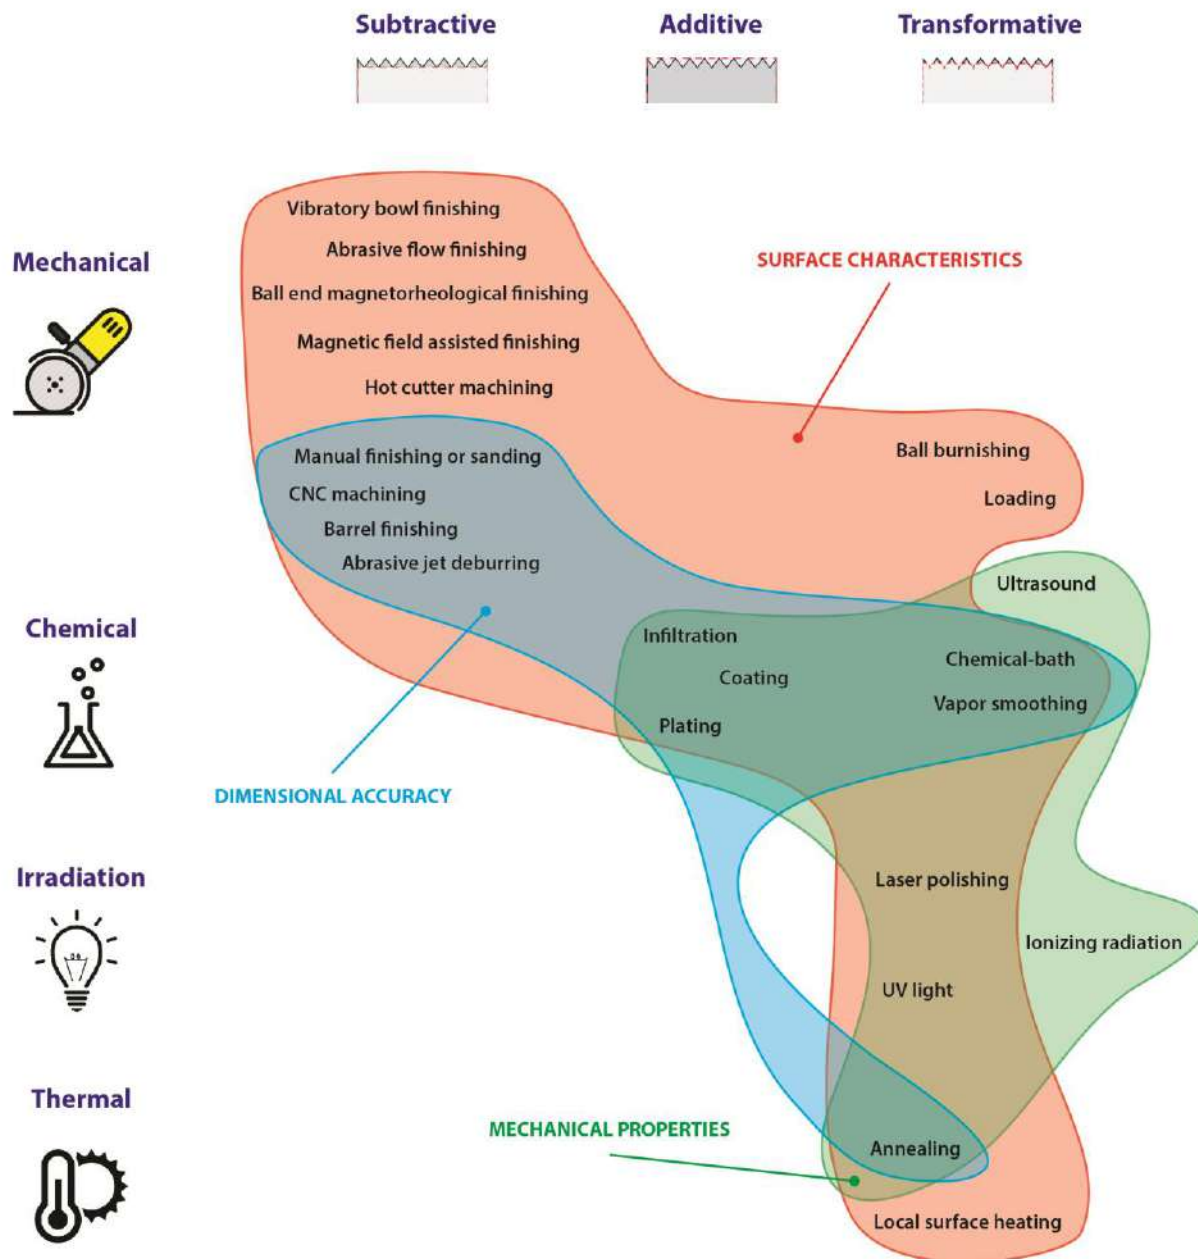 Subtractive
Additive
Transformative
Mechanical
Vibratory bowl finishing
Abrasive flow finishing
SURFACE CHARACTERISTICS
Ball end magnetorheological finishing
Magnetic field assisted finishing
Hot cutter machining
Manual finishing or sanding
Ball burnishing
CNC machining
Loading
Barrel finishing
Abrasive jet deburring
Ultrasound
Chemical
Infiltration
Chemical-bath
Coating
Vapor smoothing
Plating
DIMENSIONAL ACCURACY
Irradiation
Laser polishing
Ionizing radiation
UV light
Thermal
MECHANICAL PROPERTIES
Annealing
Local surface heating